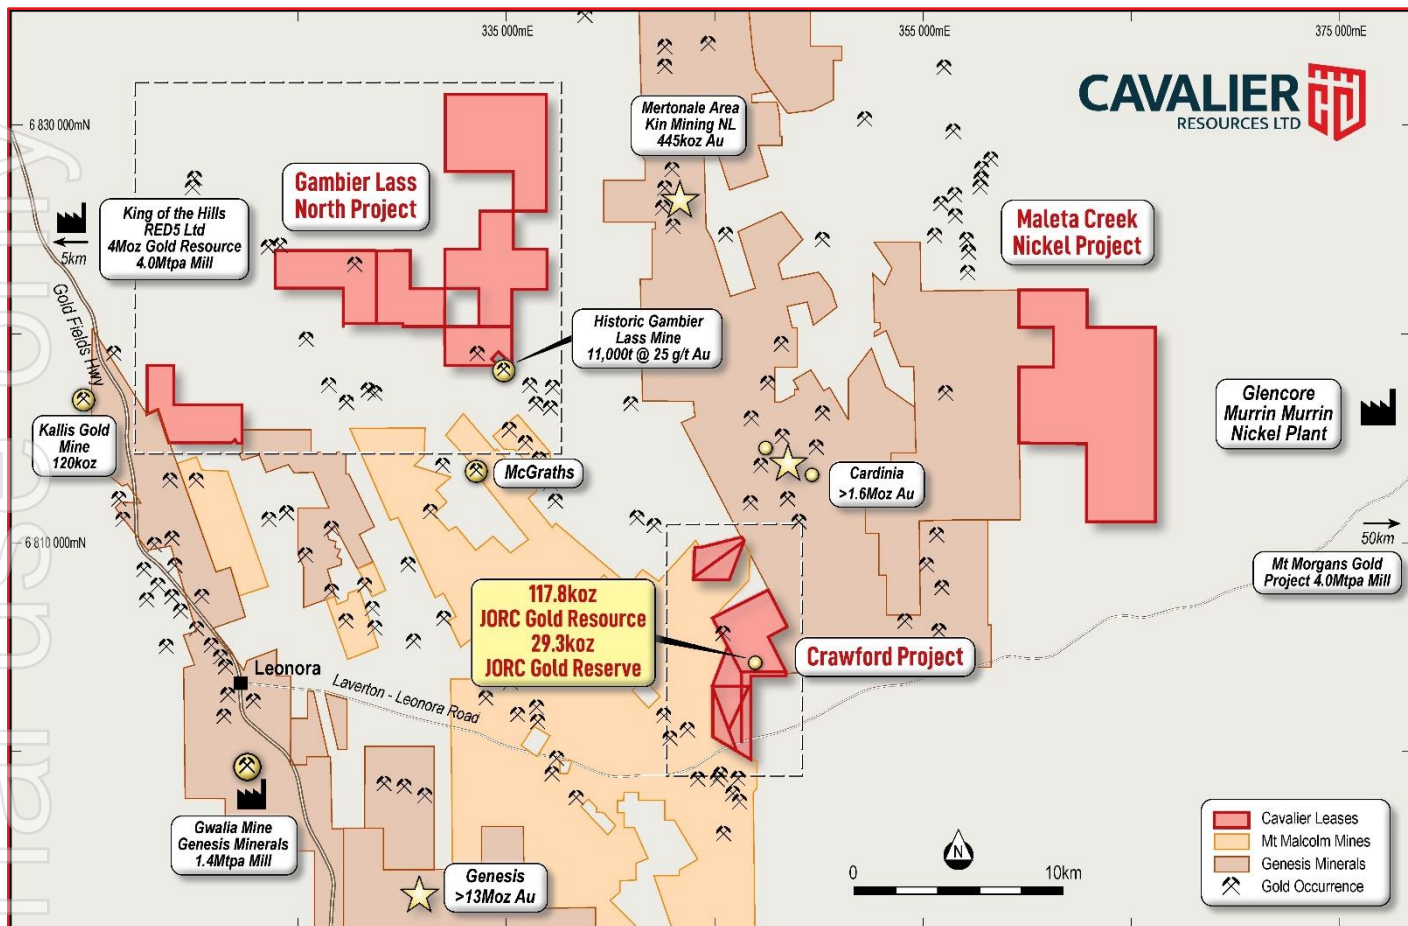 335 000mE
355 000mE
375 000mE
6 830 000mN
6 810 000mN
CAVALIER
RESOURCES LTD
Mertonale Area
Kin Mining NL
445koz Au
Gambier Lass
North Project
King of the Hills
RED5 Ltd
4Moz Gold Resource
4.0Mtpa Mill
5km
Gold Fields Hwy
Maleta Creek
Nickel Project
Historic Gambier
Lass Mine
11,000t @ 25 g/t Au
Kallis Gold
Mine
120koz
Glencore
Murrin Murrin
Nickel Plant
McGraths
Cardinia
>1.6Moz Au
50km
Mt Morgans Gold
Project 4.0Mtpa Mill
117.8koz
JORC Gold Resource
29.3koz
JORC Gold Reserve
Crawford Project
Leonora
Laverton - Leonora Road
Gwalia Mine
Genesis Minerals
1.4Mtpa Mill
Genesis
>13Moz Au
N
0
10km
Cavalier Leases
Mt Malcolm Mines
Genesis Minerals
Gold Occurrence